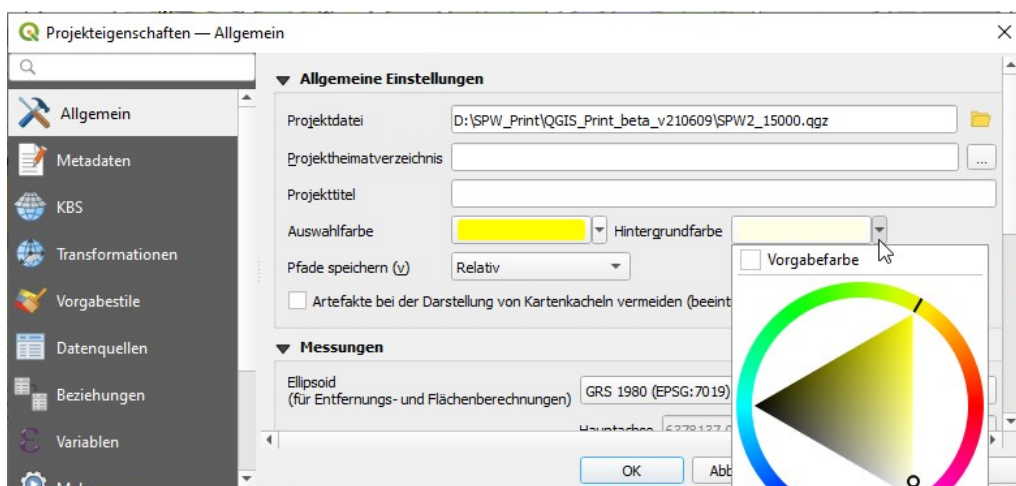 Projekteigenschaften — Allgemein
Allgemein
Metadaten
KBS
Transformationen
Vorgabestile
Datenquellen
Beziehungen
Variablen
Allgemeine Einstellungen
Projektdatei D:\SPW_Print\QGIS_Print_beta_v210609\SPW2_15000.qgz
Projektheimatverzeichnis ...
Projekttitel
Auswahlfarbe Hintergrundfarbe
Vorgabefarbe
Pfade speichern (v) Relativ
Artefakte bei der Darstellung von Kartenkacheln vermeiden (beeint
Messungen
Ellipsoid
(für Entfernungs- und Flächenberechnungen) GRS 1980 (EPSG:7019)
OK Abb